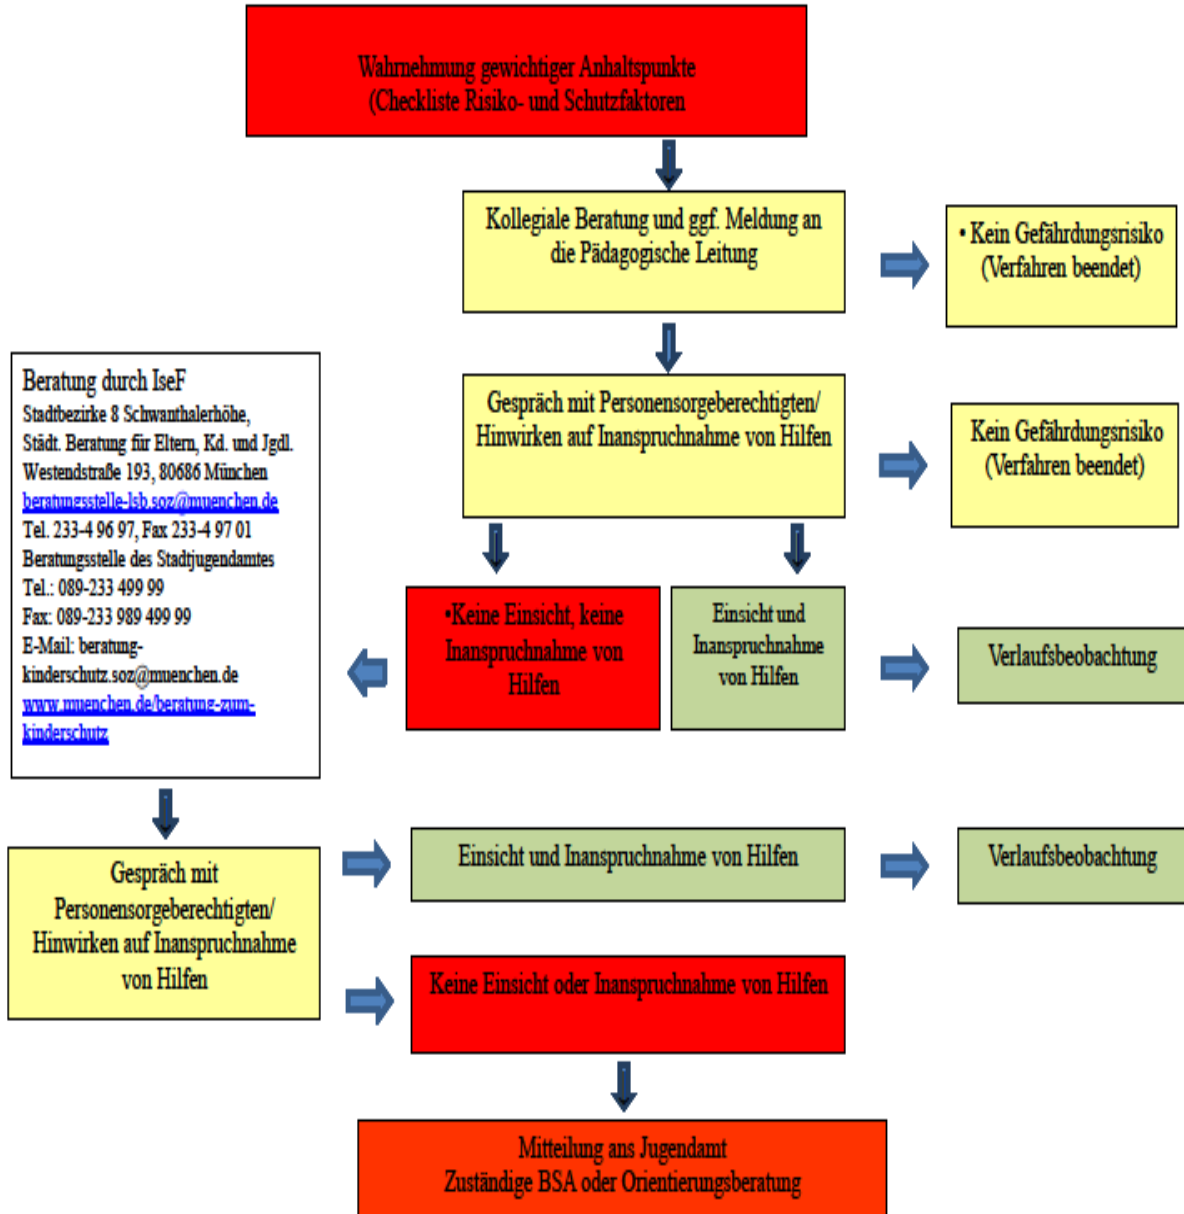 Wahrnehmung gewichtiger Anhaltspunkte
(Checkliste Risiko- und Schutzfaktoren
Kollegiale Beratung und ggf. Meldung an
die Pädagogische Leitung
• Kein Gefährdungsrisiko
(Verfahren beendet)
Gespräch mit Personensorgeberechtigten/
Hinwirken auf Inanspruchnahme von Hilfen
Kein Gefährdungsrisiko
(Verfahren beendet)
•Keine Einsicht, keine
Inanspruchnahme von
Hilfen
Einsicht und
Inanspruchnahme
von Hilfen
Verlaufsbeobachtung
Beratung durch IseF
Stadtbezirke 8 Schwanthalerhöhe,
Städt. Beratung für Eltern, Kd. und Jgdl.
Westendstraße 193, 80686 München
beratungsstelle-lsb.soz@muenchen.de
Tel. 233-4 96 97, Fax 233-4 97 01
Beratungsstelle des Stadtjugendamtes
Tel.: 089-233 499 99
Fax: 089-233 989 499 99
E-Mail: beratung-
kinderschutz.soz@muenchen.de
www.muenchen.de/beratung-zum-
kinderschutz
Gespräch mit
Personensorgeberechtigten/
Hinwirken auf Inanspruchnahme
von Hilfen
Einsicht und Inanspruchnahme von Hilfen
Verlaufsbeobachtung
Keine Einsicht oder Inanspruchnahme von Hilfen
Mitteilung ans Jugendamt
Zuständige BSA oder Orientierungsberatung